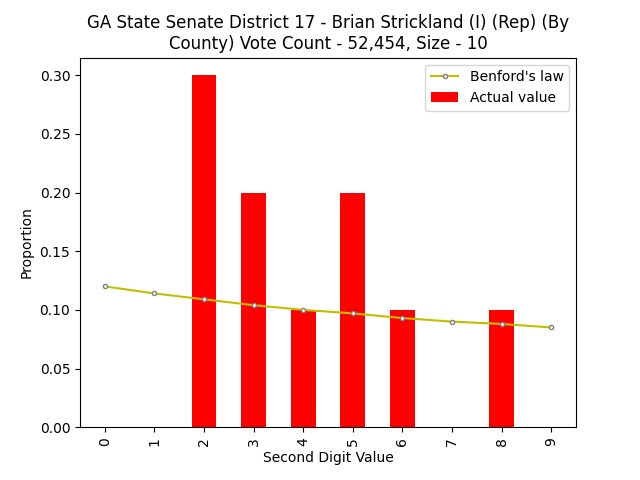 GA State Senate District 17 - Brian Strickland (I) (Rep) (By
County) Vote Count - 52,454, Size - 10
Benford's law
Actual value
0.30
0.25
0.20
0.15
0.10
0.05
0.00
Proportion
0 1 2 3 4 5 6 7 8 9
Second Digit Value